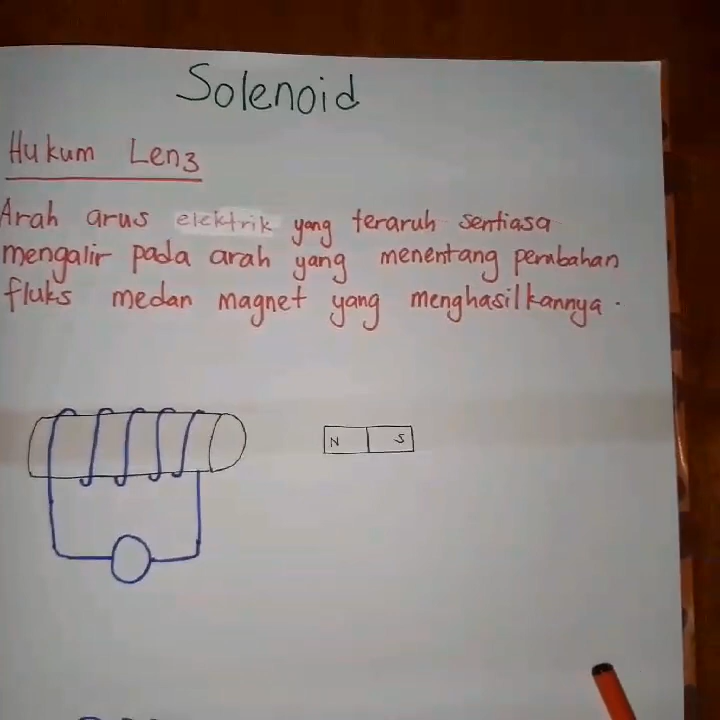 Solenoid
Hukum Lenz
Arah arus elektrik yang teraruh sentiasa
mengalir pada arah yang menentang perubahan
fluks medan magnet yang menghasilkannya.
N S